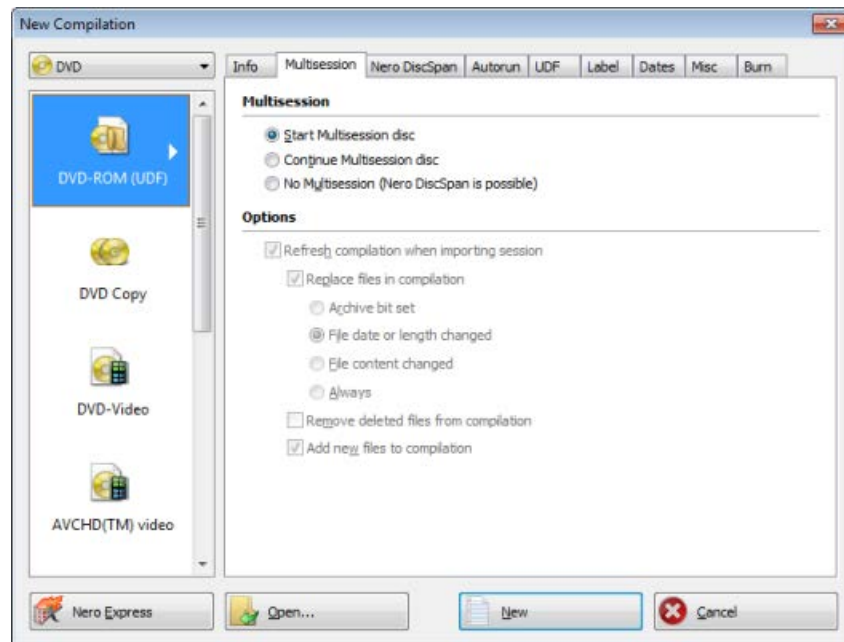 New Compilation
DVD
Info Multisession Nero DiscSpan Autorun UDF Label Dates Misc Burn
DVD-ROM (UDF)
DVD Copy
DVD-Video
AVCHD(TM) video
Multisession
Start Multisession disc
Continue Multisession disc
No Multisession (Nero DiscSpan is possible)
Options
Refresh compilation when importing session
Replace files in compilation
Archive bit set
File date or length changed
File content changed
Always
Remove deleted files from compilation
Add new files to compilation
Nero Express
Open...
New
Cancel